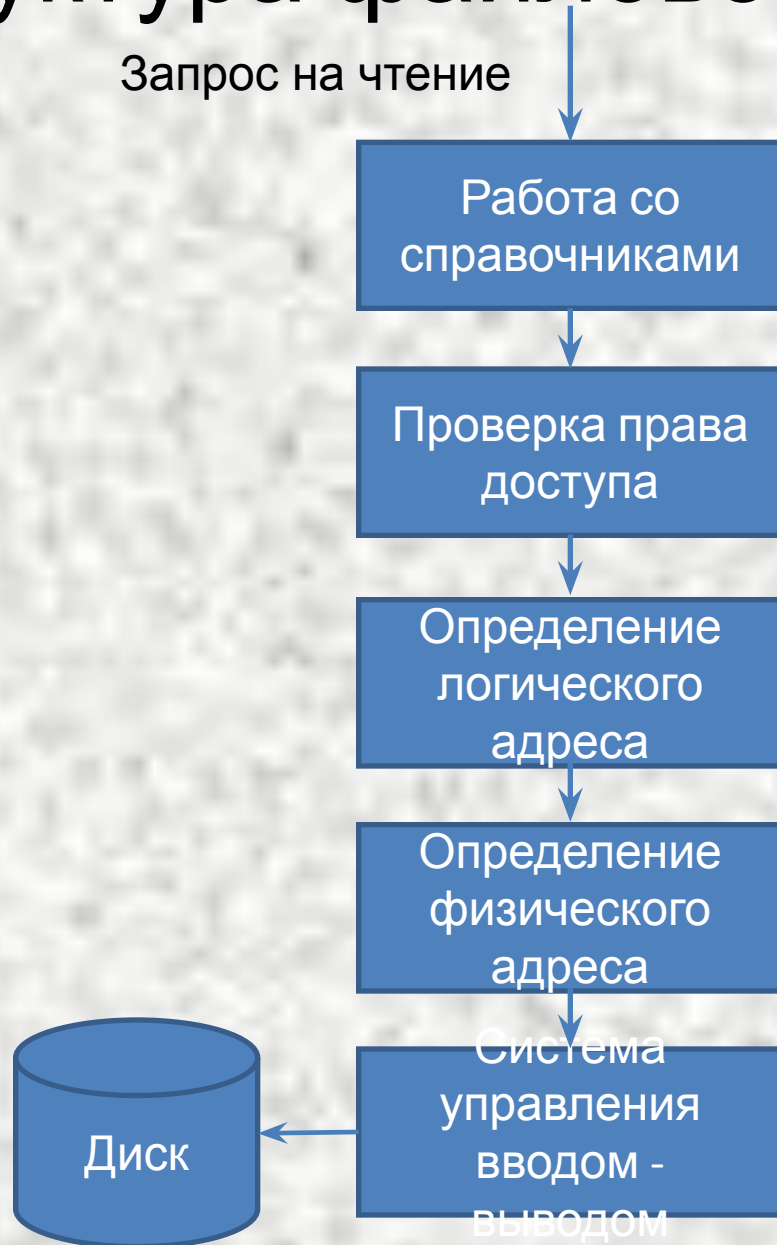 Запрос на чтение
Работа со
справочниками
Проверка права
доступа
Определение
логического
адреса
Определение
физического
адреса
Система
управления
вводом -
выводом
Диск